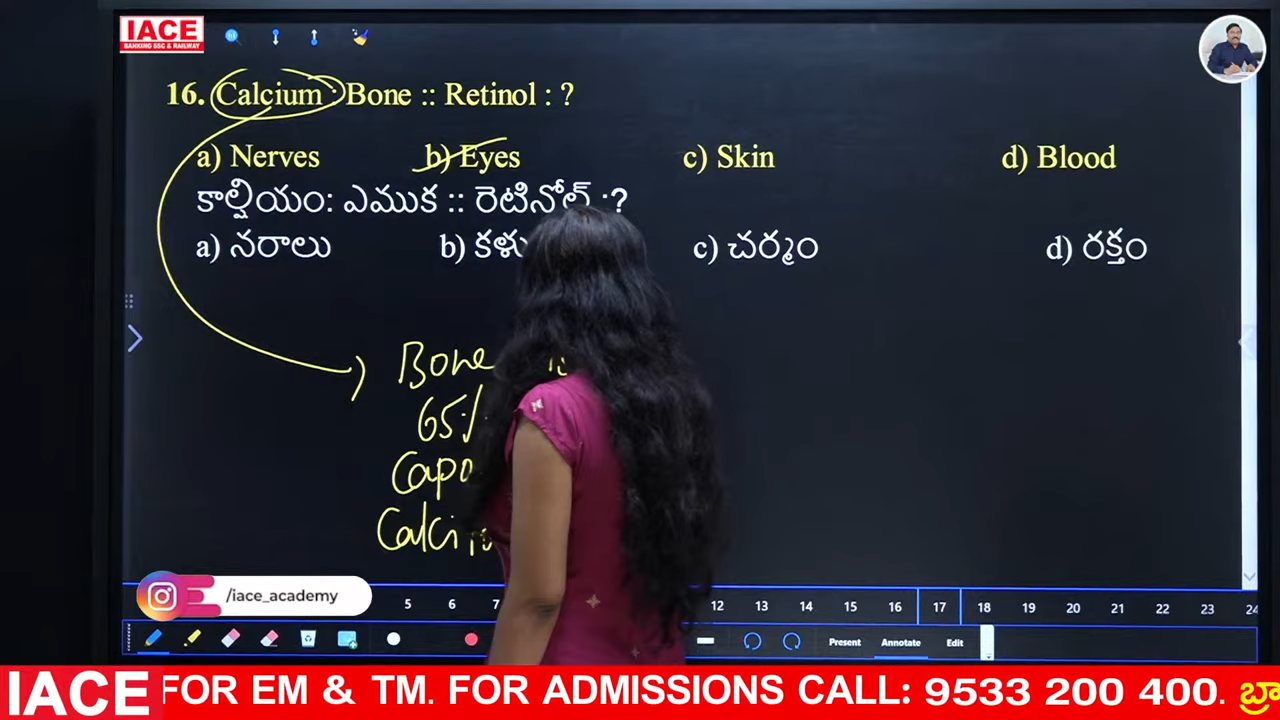 IACE
BANKING SSC & RAILWAY
16. Calcium : Bone :: Retinol : ?
a) Nerves b) Eyes c) Skin d) Blood
కాల్షియం: ఎముక :: రెటినోల్ :?
a) నరాలు b) కళ్లు c) చర్మం d) రక్తం
Bone
65%
Capo
Calci
/iace_academy
5 6 7 12 13 14 15 16 17 18 19 20 21 22 23 24
Present Annotate Edit
IACE FOR EM & TM. FOR ADMISSIONS CALL: 9533 200 400.